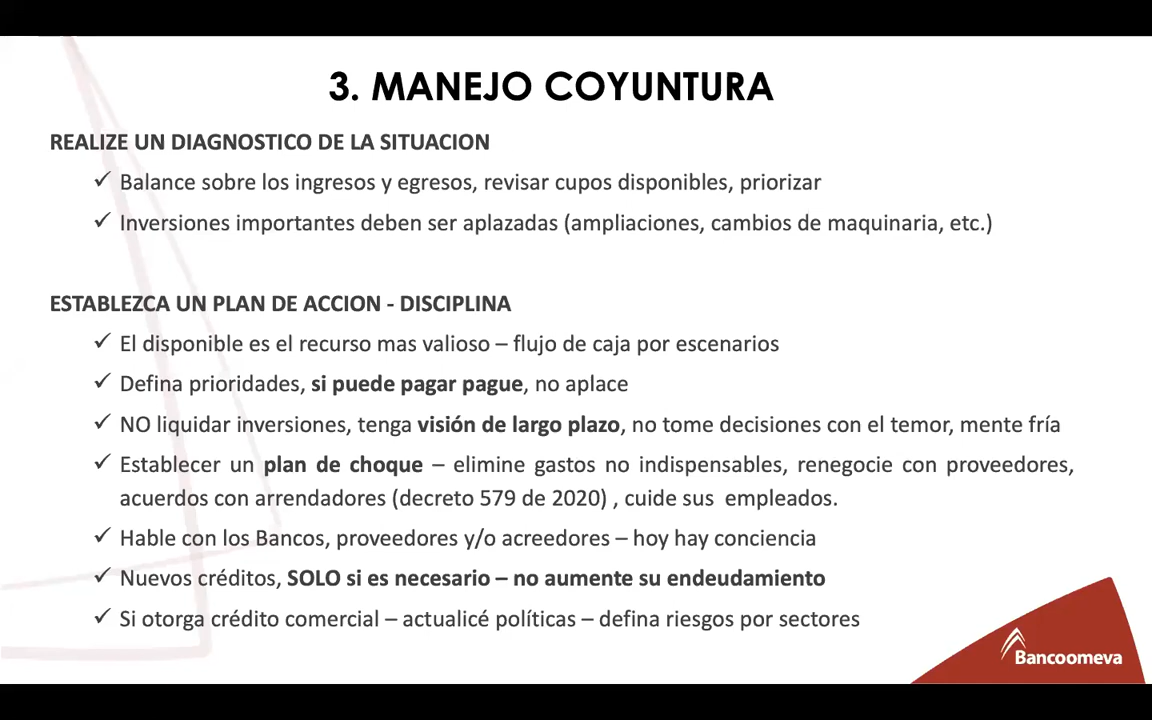 3. MANEJO COYUNTURA
REALIZE UN DIAGNOSTICO DE LA SITUACION
✓ Balance sobre los ingresos y egresos, revisar cupos disponibles, priorizar
✓ Inversiones importantes deben ser aplazadas (ampliaciones, cambios de maquinaria, etc.)
ESTABLEZCA UN PLAN DE ACCION - DISCIPLINA
✓ El disponible es el recurso mas valioso – flujo de caja por escenarios
✓ Defina prioridades, si puede pagar pague, no aplace
✓ NO liquidar inversiones, tenga visión de largo plazo, no tome decisiones con el temor, mente fría
✓ Establecer un plan de choque – elimine gastos no indispensables, renegocie con proveedores,
acuerdos con arrendadores (decreto 579 de 2020) , cuide sus empleados.
✓ Hable con los Bancos, proveedores y/o acreedores – hoy hay conciencia
✓ Nuevos créditos, SOLO si es necesario – no aumente su endeudamiento
✓ Si otorga crédito comercial – actualicé políticas – defina riesgos por sectores
Bancoomeva